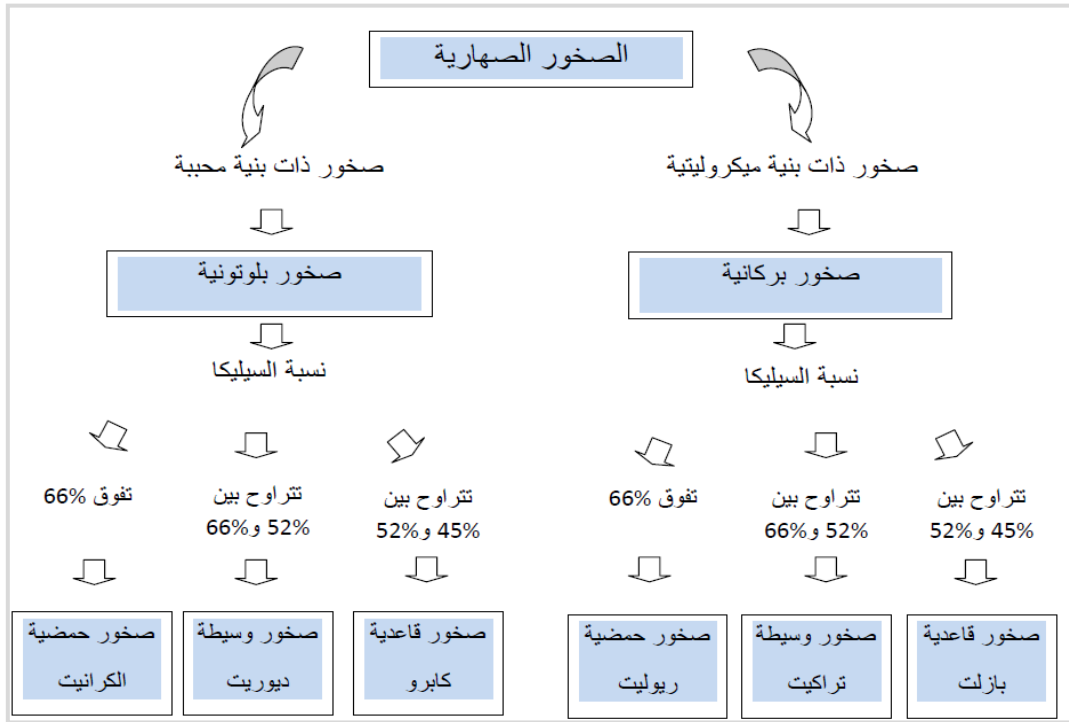 الصخور الصهارية
صخور ذات بنية ميكروليتية
صخور ذات بنية محببة
صخور بركانية
صخور بلوتونية
نسبة السيليكا
نسبة السيليكا
تتراوح بين
45% و52%
تتراوح بين
52% و66%
تفوق 66%
تتراوح بين
45% و52%
تتراوح بين
52% و66%
تفوق 66%
صخور قاعدية
بازلت
صخور وسيطة
تراكيت
صخور حمضية
ريوليت
صخور قاعدية
كابرو
صخور وسيطة
ديوريت
صخور حمضية
الكرانيت